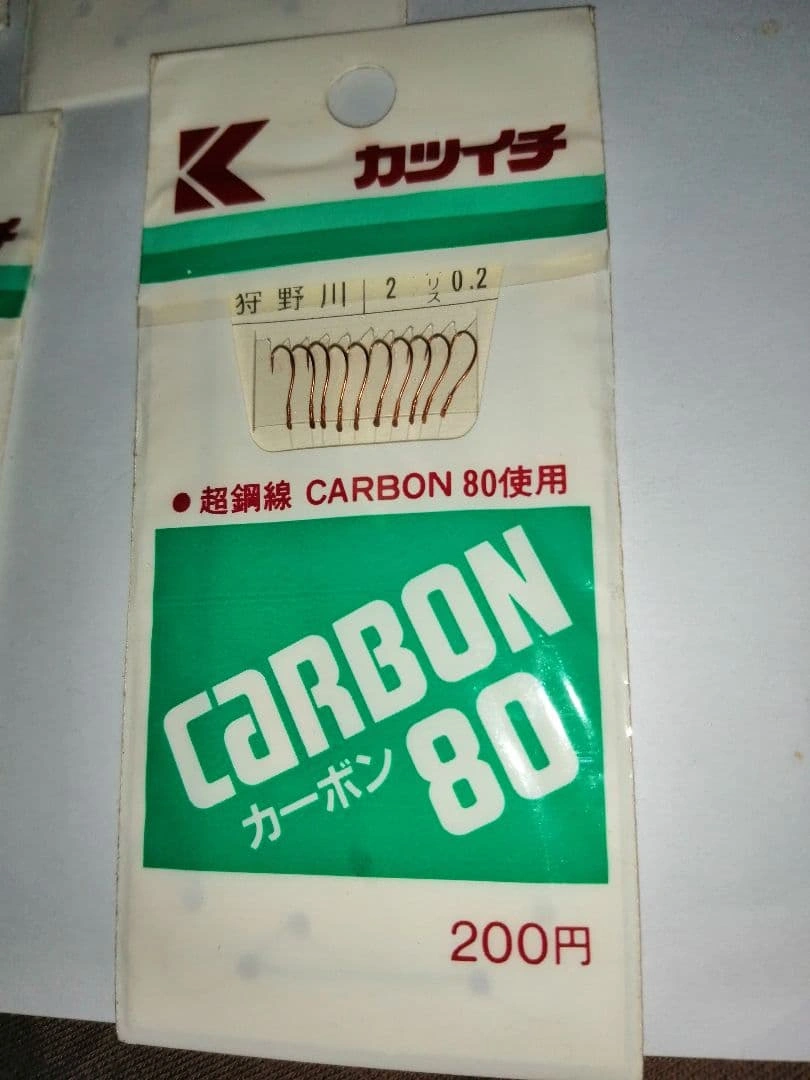 K カツイチ
狩野川 2 ハリス 0.2
● 超鋼線 CARBON 80使用
CARBON
カーボン 80
200円
チ